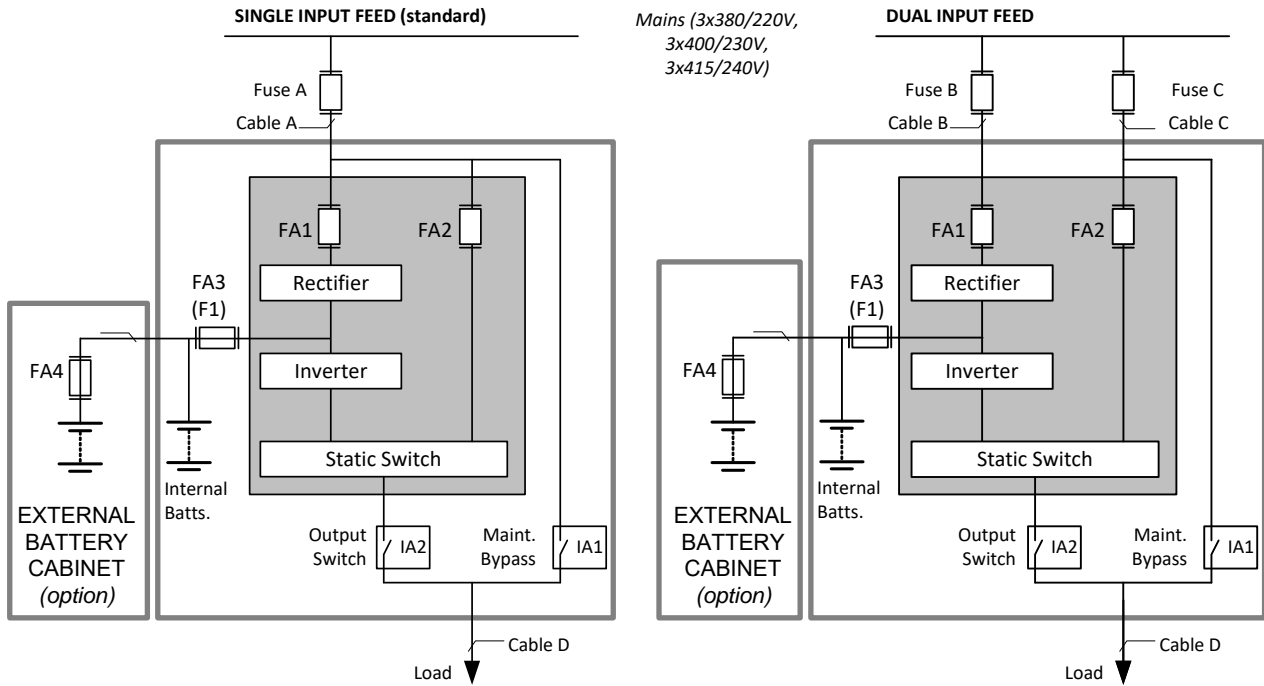 SINGLE INPUT FEED (standard)
Mains (3x380/220V,
3x400/230V,
3x415/240V)
DUAL INPUT FEED
Fuse A
Cable A
FA1
FA2
Rectifier
FA3
(F1)
Inverter
FA4
Static Switch
Internal
Batts.
EXTERNAL
BATTERY
CABINET
(option)
Output
Switch
IA2
Maint.
Bypass
IA1
Cable D
Load
Fuse B
Fuse C
Cable B
Cable C
FA1
FA2
Rectifier
FA3
(F1)
Inverter
FA4
Static Switch
Internal
Batts.
EXTERNAL
BATTERY
CABINET
(option)
Output
Switch
IA2
Maint.
Bypass
IA1
Cable D
Load